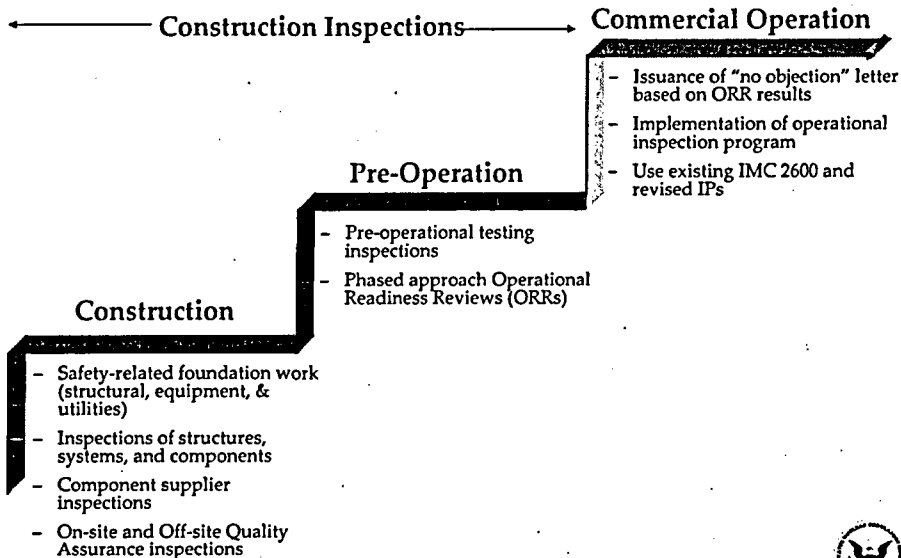 Construction Inspections
Commercial Operation
- Issuance of "no objection" letter
based on ORR results
- Implementation of operational
inspection program
- Use existing IMC 2600 and
revised IPs
Pre-Operation
- Pre-operational testing
inspections
- Phased approach Operational
Readiness Reviews (ORRs)
Construction
- Safety-related foundation work
(structural, equipment, &
utilities)
- Inspections of structures,
systems, and components
- Component supplier
inspections
- On-site and Off-site Quality
Assurance inspections